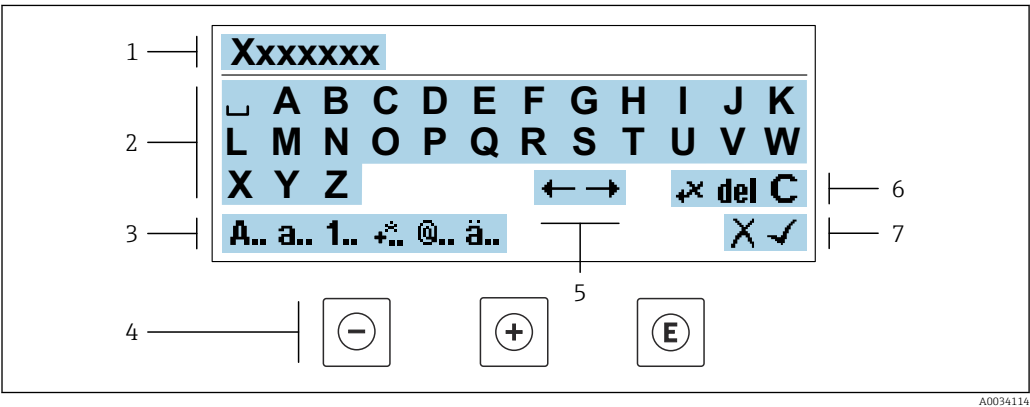 1 Xxxxxxx
␣ A B C D E F G H I J K
2 L M N O P Q R S T U V W
X Y Z ← → +× del C 6
3 A.. a.. 1.. +*.. @.. ä.. X ✓ 7
5
4 − + E
A0034114